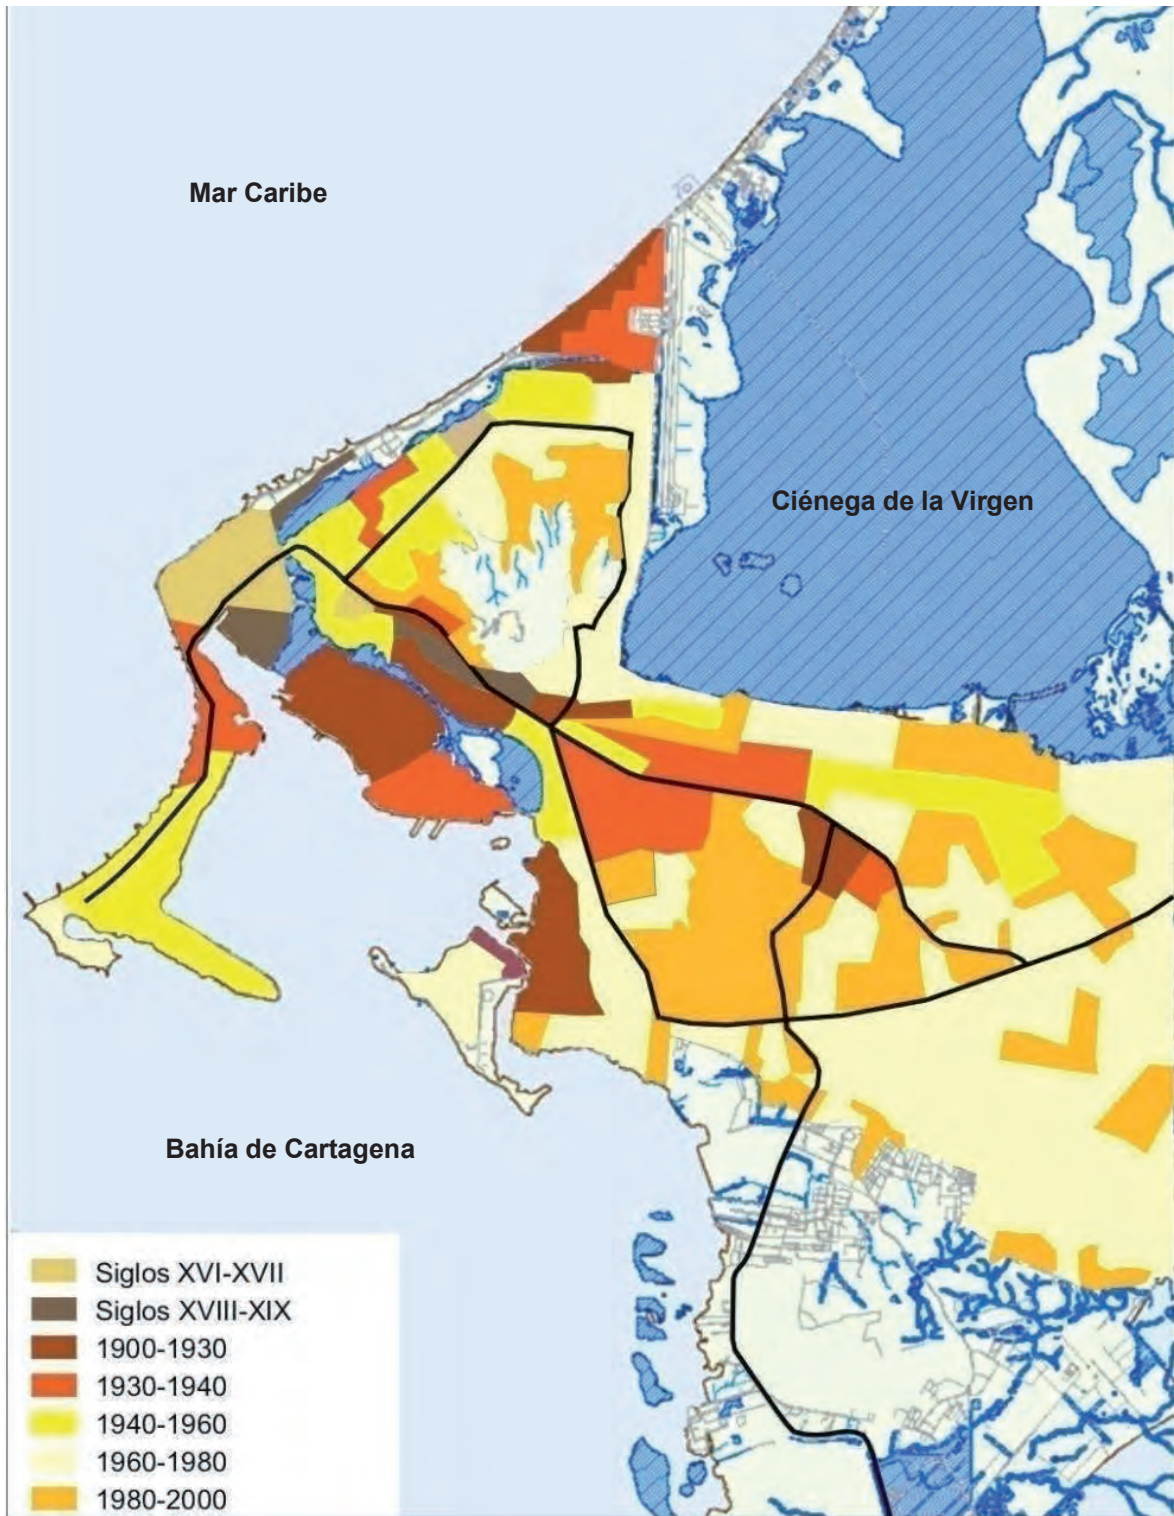 Mar Caribe
Ciénega de la Virgen
Bahía de Cartagena
Siglos XVI-XVII
Siglos XVIII-XIX
1900-1930
1930-1940
1940-1960
1960-1980
1980-2000